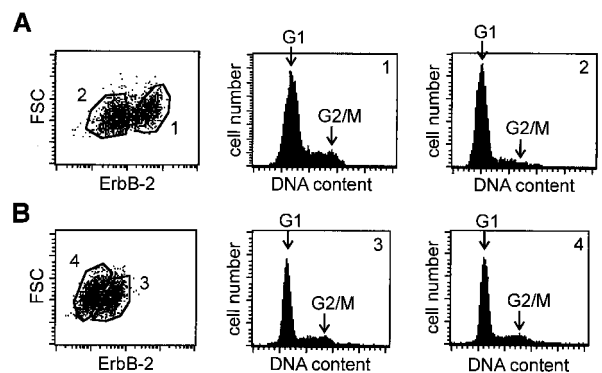 A
FSC
2
1
ErbB-2
cell number
G1
1
G2/M
DNA content
cell number
G1
2
G2/M
DNA content
B
FSC
4
3
ErbB-2
cell number
G1
3
G2/M
DNA content
cell number
G1
4
G2/M
DNA content